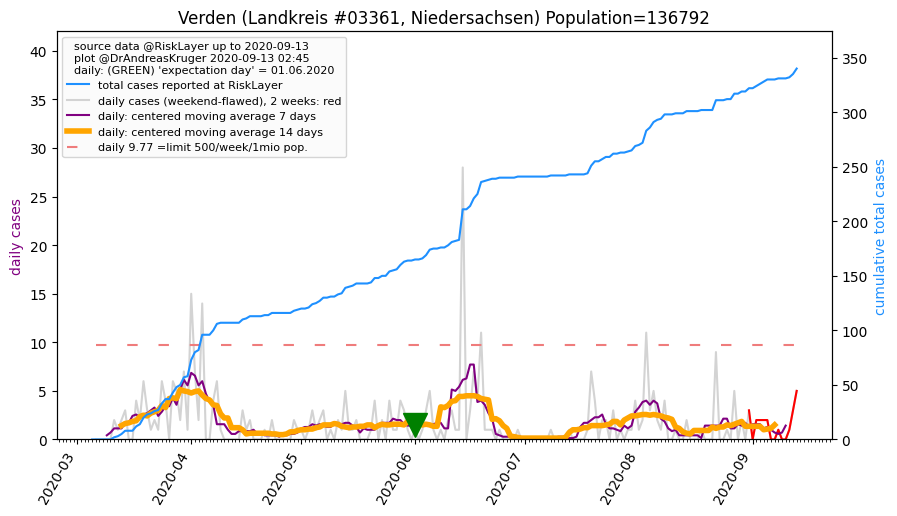 Verden (Landkreis #03361, Niedersachsen) Population=136792
source data @RiskLayer up to 2020-09-13
plot @DrAndreasKruger 2020-09-13 02:45
daily: (GREEN) 'expectation day' = 01.06.2020
total cases reported at RiskLayer
daily cases (weekend-flawed), 2 weeks: red
daily: centered moving average 7 days
daily: centered moving average 14 days
daily 9.77 =limit 500/week/1mio pop.
daily cases
40
35
30
25
20
15
10
5
0
cumulative total cases
350
300
250
200
150
100
50
0
2020-03
2020-04
2020-05
2020-06
2020-07
2020-08
2020-09